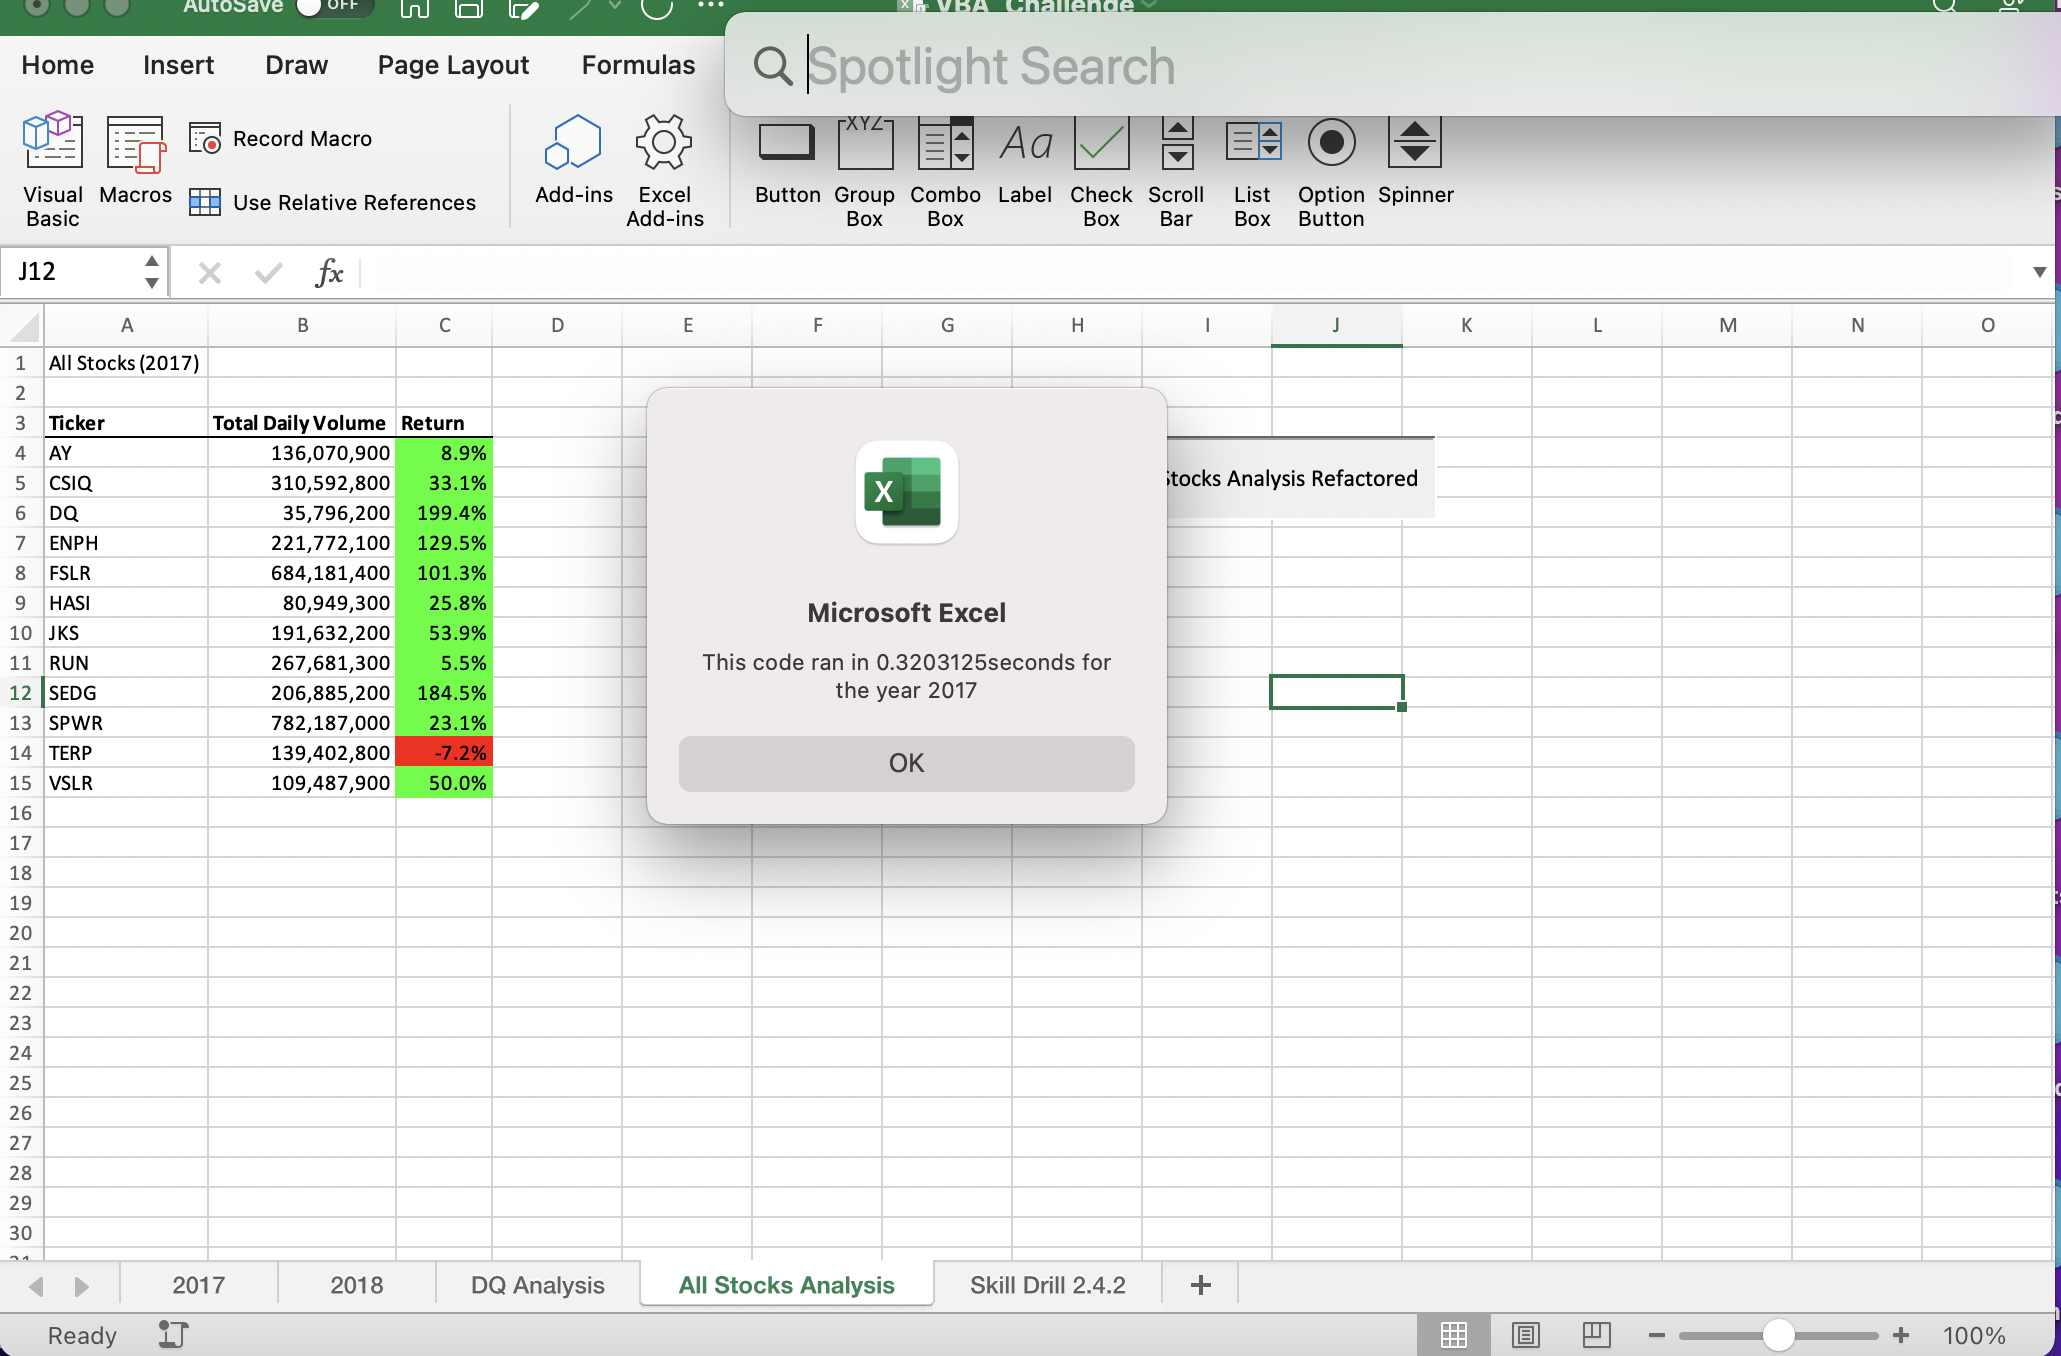 AutoSave OFF VBA_Challenge
Spotlight Search
Home Insert Draw Page Layout Formulas
XYZ Aa
Record Macro
Visual Basic Macros Use Relative References Add-ins Excel Add-ins Button Group Box Combo Box Label Check Box Scroll Bar List Box Option Button Spinner
J12 fx
A B C D E F G H I J K L M N O
1 All Stocks (2017)
2
3 Ticker Total Daily Volume Return
4 AY 136,070,900 8.9%
5 CSIQ 310,592,800 33.1%
6 DQ 35,796,200 199.4%
7 ENPH 221,772,100 129.5%
8 FSLR 684,181,400 101.3%
9 HASI 80,949,300 25.8%
10 JKS 191,632,200 53.9%
11 RUN 267,681,300 5.5%
12 SEDG 206,885,200 184.5%
13 SPWR 782,187,000 23.1%
14 TERP 139,402,800 -7.2%
15 VSLR 109,487,900 50.0%
16
17
18
19
20
21
22
23
24
25
26
27
28
29
30
Stocks Analysis Refactored
X
Microsoft Excel
This code ran in 0.3203125seconds for
the year 2017
OK
2017 2018 DQ Analysis All Stocks Analysis Skill Drill 2.4.2 +
Ready 100%